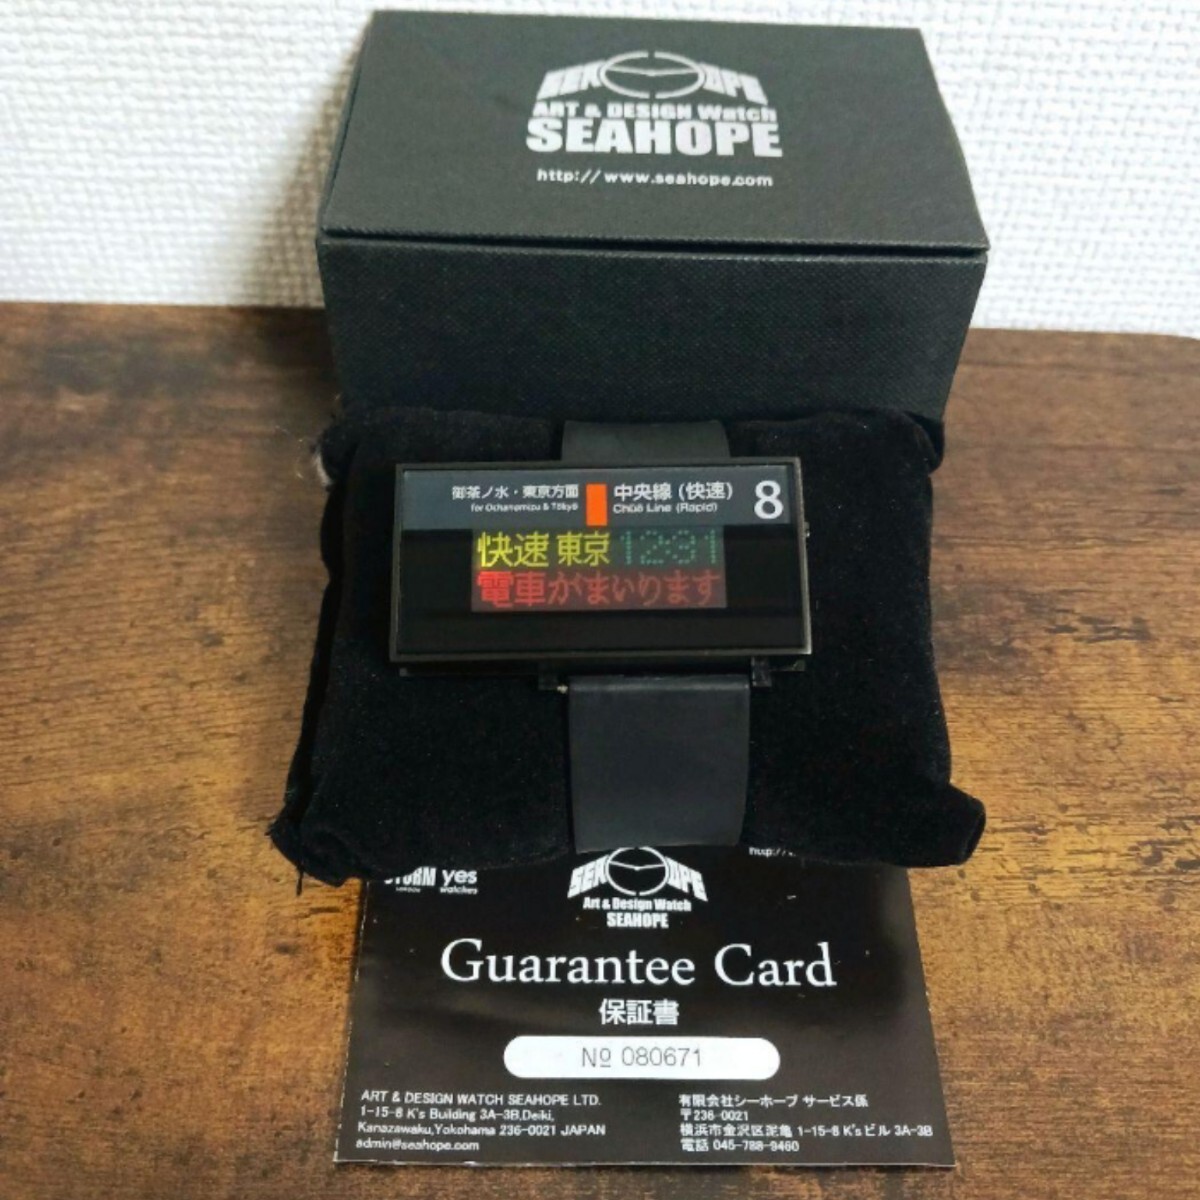 SEAHOPE
ART & DESIGN Watch
SEAHOPE
http://www.seahope.com
御茶ノ水・東京方面 中央線(快速) 8
for Ochanomizu & Tōkyō Chūō Line (Rapid)
快速 東京 12:31
電車がまいります
STORM yes
LONDON watches
SEAHOPE
Art & Design Watch
SEAHOPE
Guarantee Card
保証書
№ 080671
ART & DESIGN WATCH SEAHOPE LTD.
1-15-8 K's Building 3A-3B,Deiki,
Kanazawaku,Yokohama 236-0021 JAPAN
admin@seahope.com
有限会社シーホープ サービス係
〒236-0021
横浜市金沢区泥亀 1-15-8 K'sビル 3A-3B
電話 045-788-9460